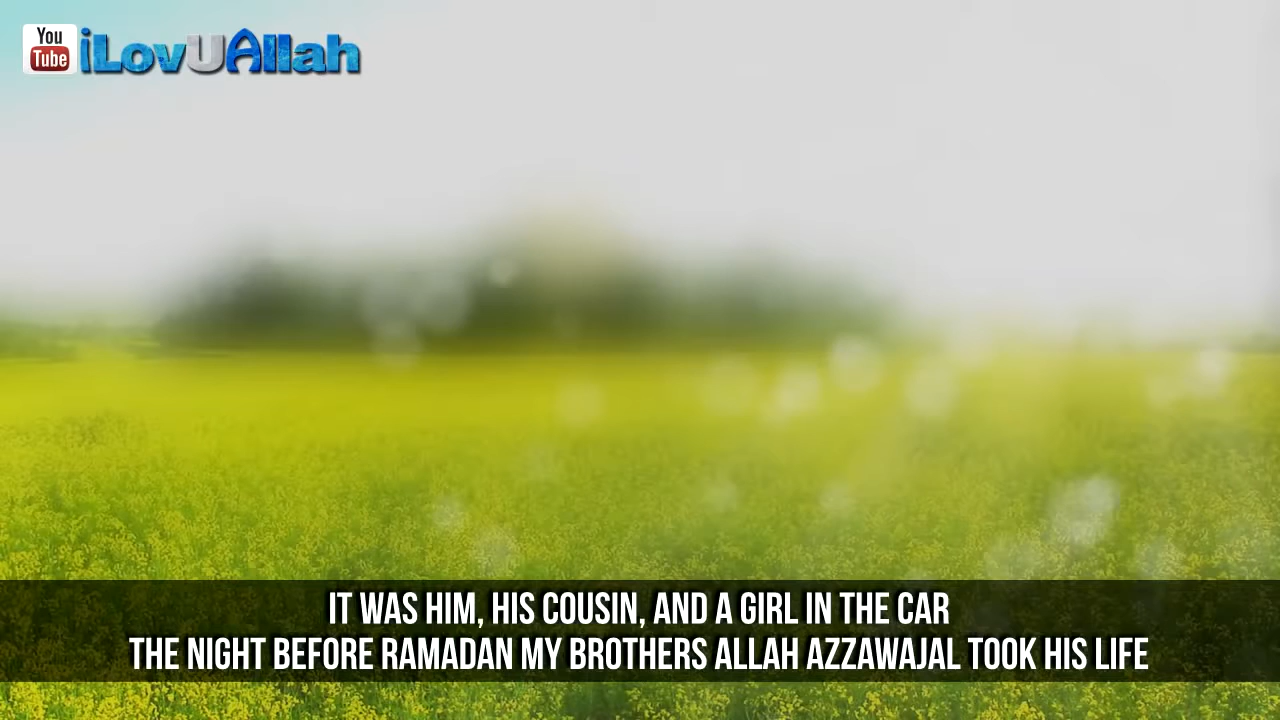 You
Tube
iLovUAllah
IT WAS HIM, HIS COUSIN, AND A GIRL IN THE CAR
THE NIGHT BEFORE RAMADAN MY BROTHERS ALLAH AZZAWAJAL TOOK HIS LIFE